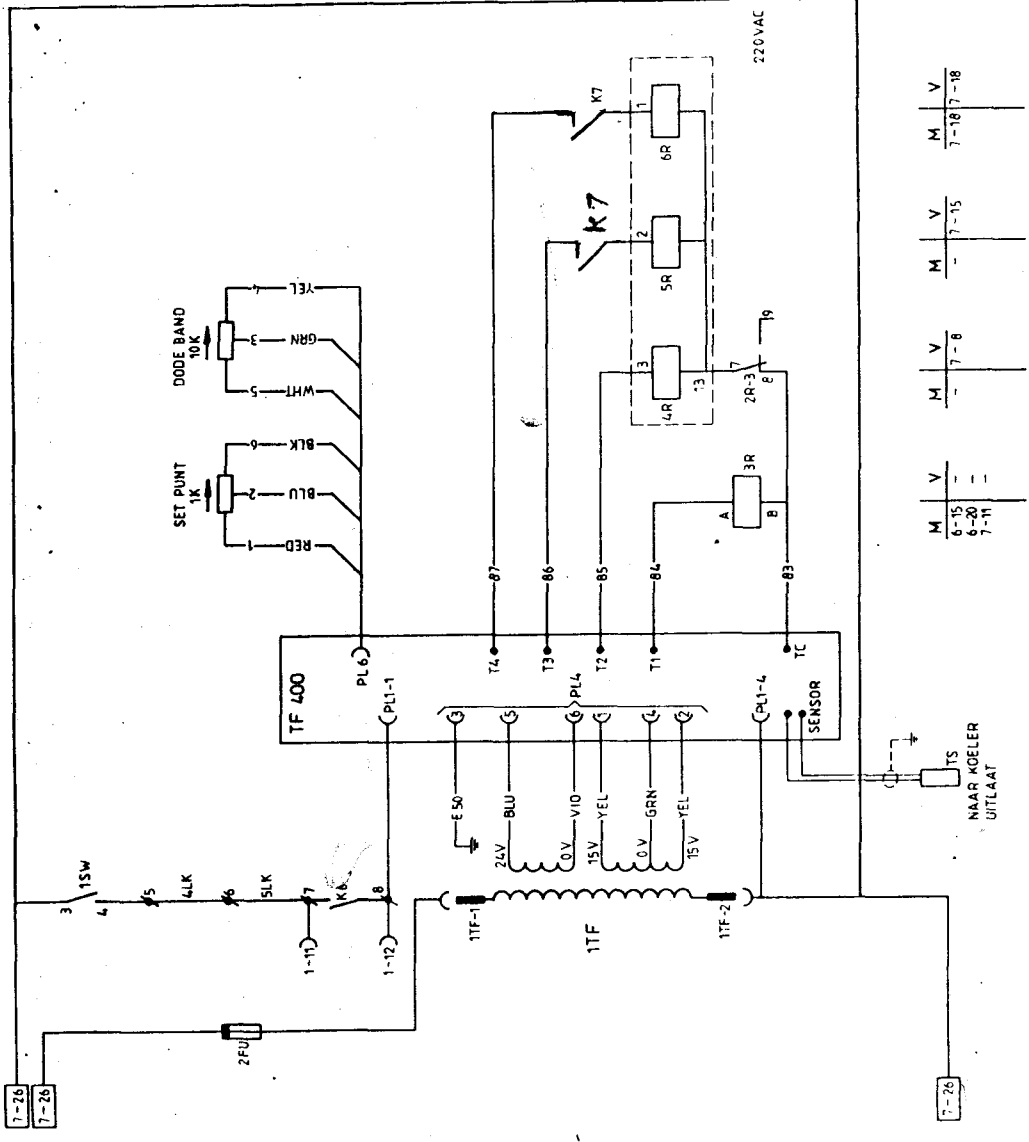 7-26
7-26
7-26
2FU
3
1SW
4
5
4LK
6
5LK
7
K6
8
1-11
1-12
1TF-1
1TF
1TF-2
24V
0V
15V
0V
15V
E50
BLU
VIO
YEL
GRN
YEL
TF 400
PL6
PL1-1
3
5
6
1
4
2
PL4
PL1-4
SENSOR
T4
T3
T2
T1
TC
TS
NAAR KOELER
UITLAAT
SET PUNT
1K
DODE BAND
10K
1
RED
2
BLU
6
BLK
5
WHT
3
GRN
4
YEL
87
86
85
84
83
K7
K7
1
6R
2
5R
3
4R
13
7
2R-3
8
19
A
3R
B
220VAC
M V
6-15 -
6-20 -
7-11 -
M V
- 7-8
M V
- 7-15
M V
7-18 7-18